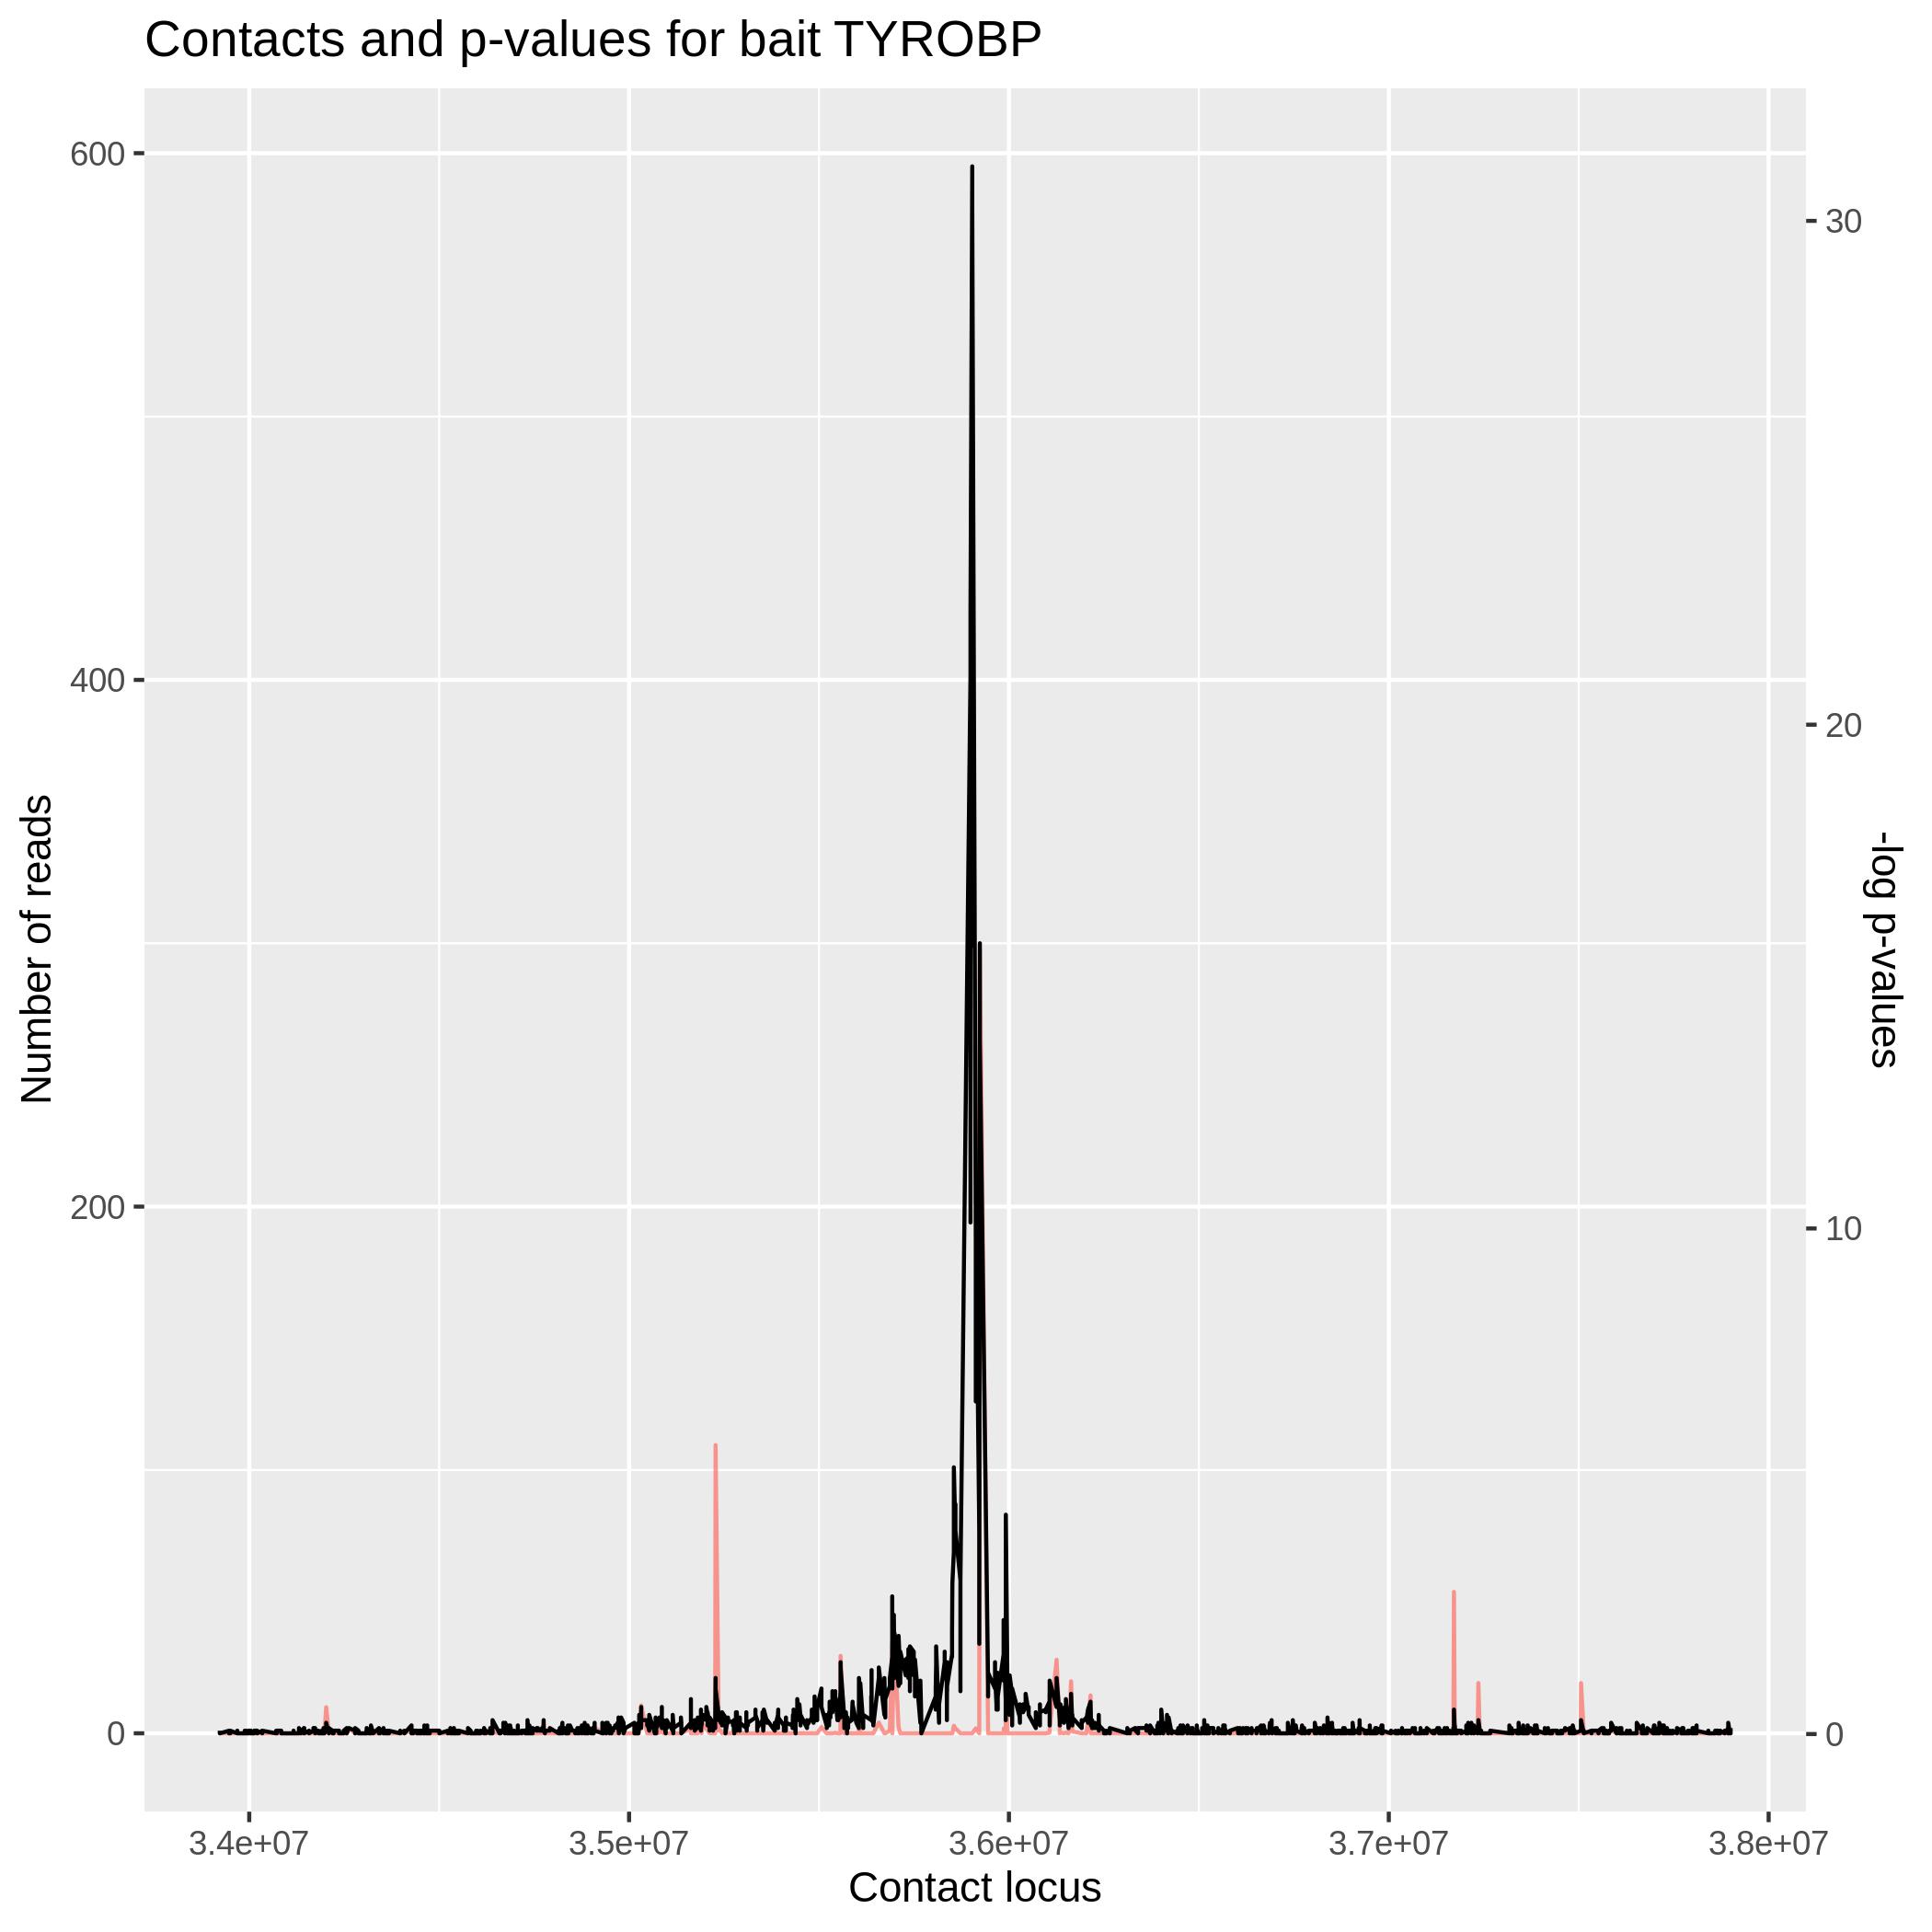 Contacts and p-values for bait TYROBP
600
400
200
0
Number of reads
30
20
10
0
-log p-values
3.4e+07 3.5e+07 3.6e+07 3.7e+07 3.8e+07
Contact locus